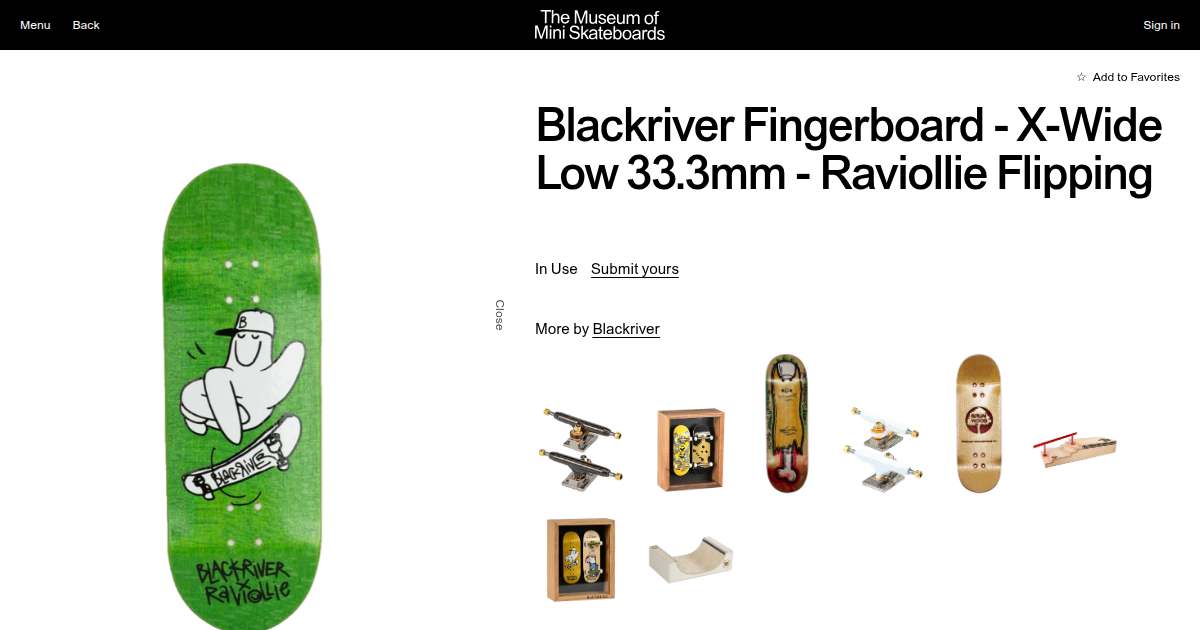 Menu
Back
The Museum of
Mini Skateboards
Sign in
☆ Add to Favorites
Blackriver Fingerboard - X-Wide
Low 33.3mm - Raviollie Flipping
In Use
Submit yours
Close
More by Blackriver
B
BLACKRIVER
BLACKRIVER
X
RAViOLLiE